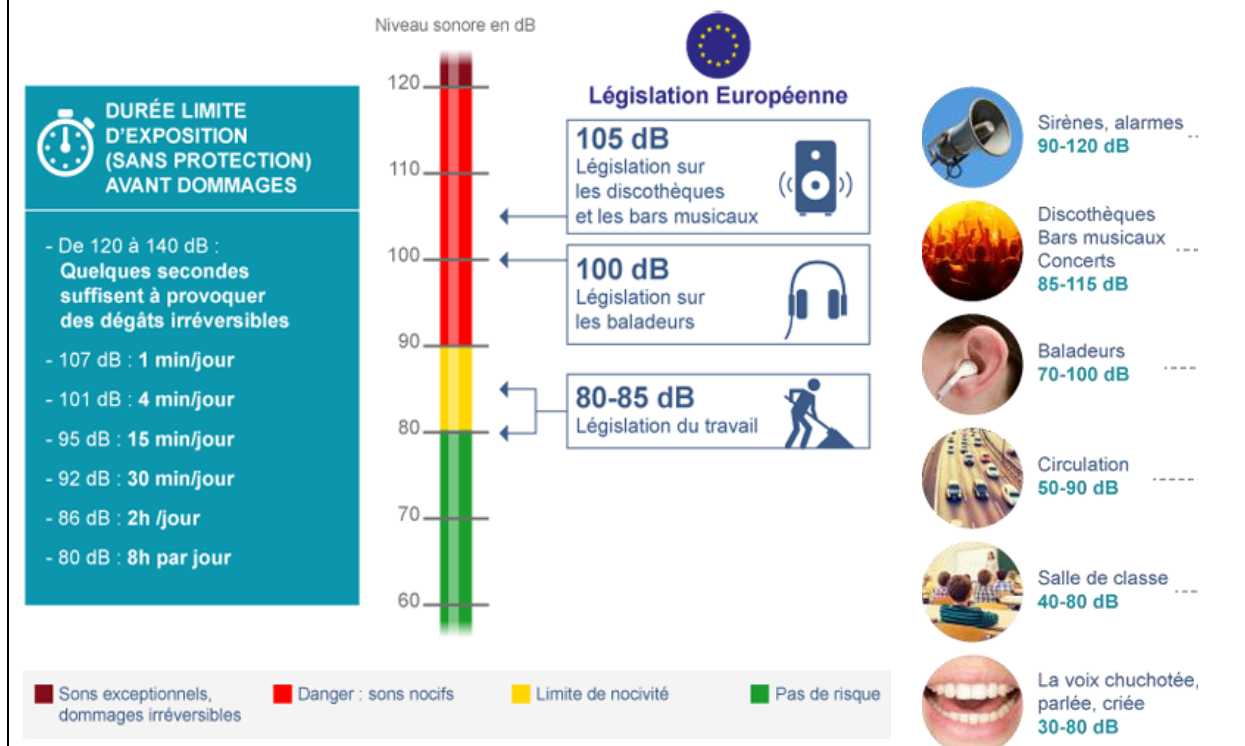 Niveau sonore en dB
DURÉE LIMITE
D'EXPOSITION
(SANS PROTECTION)
AVANT DOMMAGES
- De 120 à 140 dB :
Quelques secondes
suffisent à provoquer
des dégâts irréversibles
- 107 dB : 1 min/jour
- 101 dB : 4 min/jour
- 95 dB : 15 min/jour
- 92 dB : 30 min/jour
- 86 dB : 2h /jour
- 80 dB : 8h par jour
120
110
100
90
80
70
60
Législation Européenne
105 dB
Législation sur
les discothèques
et les bars musicaux
100 dB
Législation sur
les baladeurs
80-85 dB
Législation du travail
Sirènes, alarmes
90-120 dB
Discothèques
Bars musicaux
Concerts
85-115 dB
Baladeurs
70-100 dB
Circulation
50-90 dB
Salle de classe
40-80 dB
La voix chuchotée,
parlée, criée
30-80 dB
Sons exceptionnels,
dommages irréversibles
Danger : sons nocifs
Limite de nocivité
Pas de risque